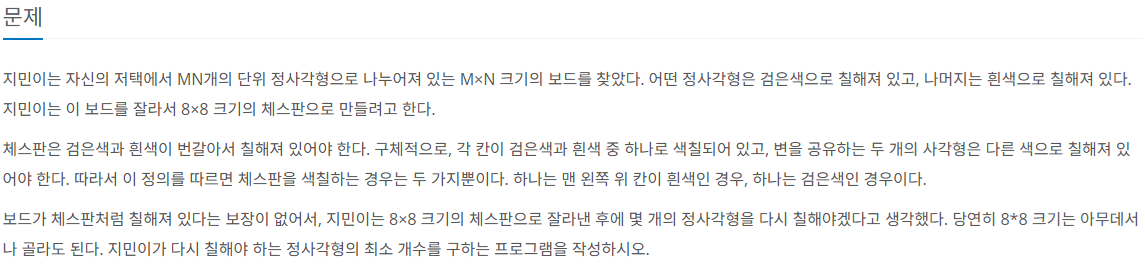 문제
지민이는 자신의 저택에서 MN개의 단위 정사각형으로 나누어져 있는 M×N 크기의 보드를 찾았다. 어떤 정사각형은 검은색으로 칠해져 있고, 나머지는 흰색으로 칠해져 있다.
지민이는 이 보드를 잘라서 8×8 크기의 체스판으로 만들려고 한다.
체스판은 검은색과 흰색이 번갈아서 칠해져 있어야 한다. 구체적으로, 각 칸이 검은색과 흰색 중 하나로 색칠되어 있고, 변을 공유하는 두 개의 사각형은 다른 색으로 칠해져 있
어야 한다. 따라서 이 정의를 따르면 체스판을 색칠하는 경우는 두 가지뿐이다. 하나는 맨 왼쪽 위 칸이 흰색인 경우, 하나는 검은색인 경우이다.
보드가 체스판처럼 칠해져 있다는 보장이 없어서, 지민이는 8×8 크기의 체스판으로 잘라낸 후에 몇 개의 정사각형을 다시 칠해야겠다고 생각했다. 당연히 8*8 크기는 아무데서
나 골라도 된다. 지민이가 다시 칠해야 하는 정사각형의 최소 개수를 구하는 프로그램을 작성하시오.